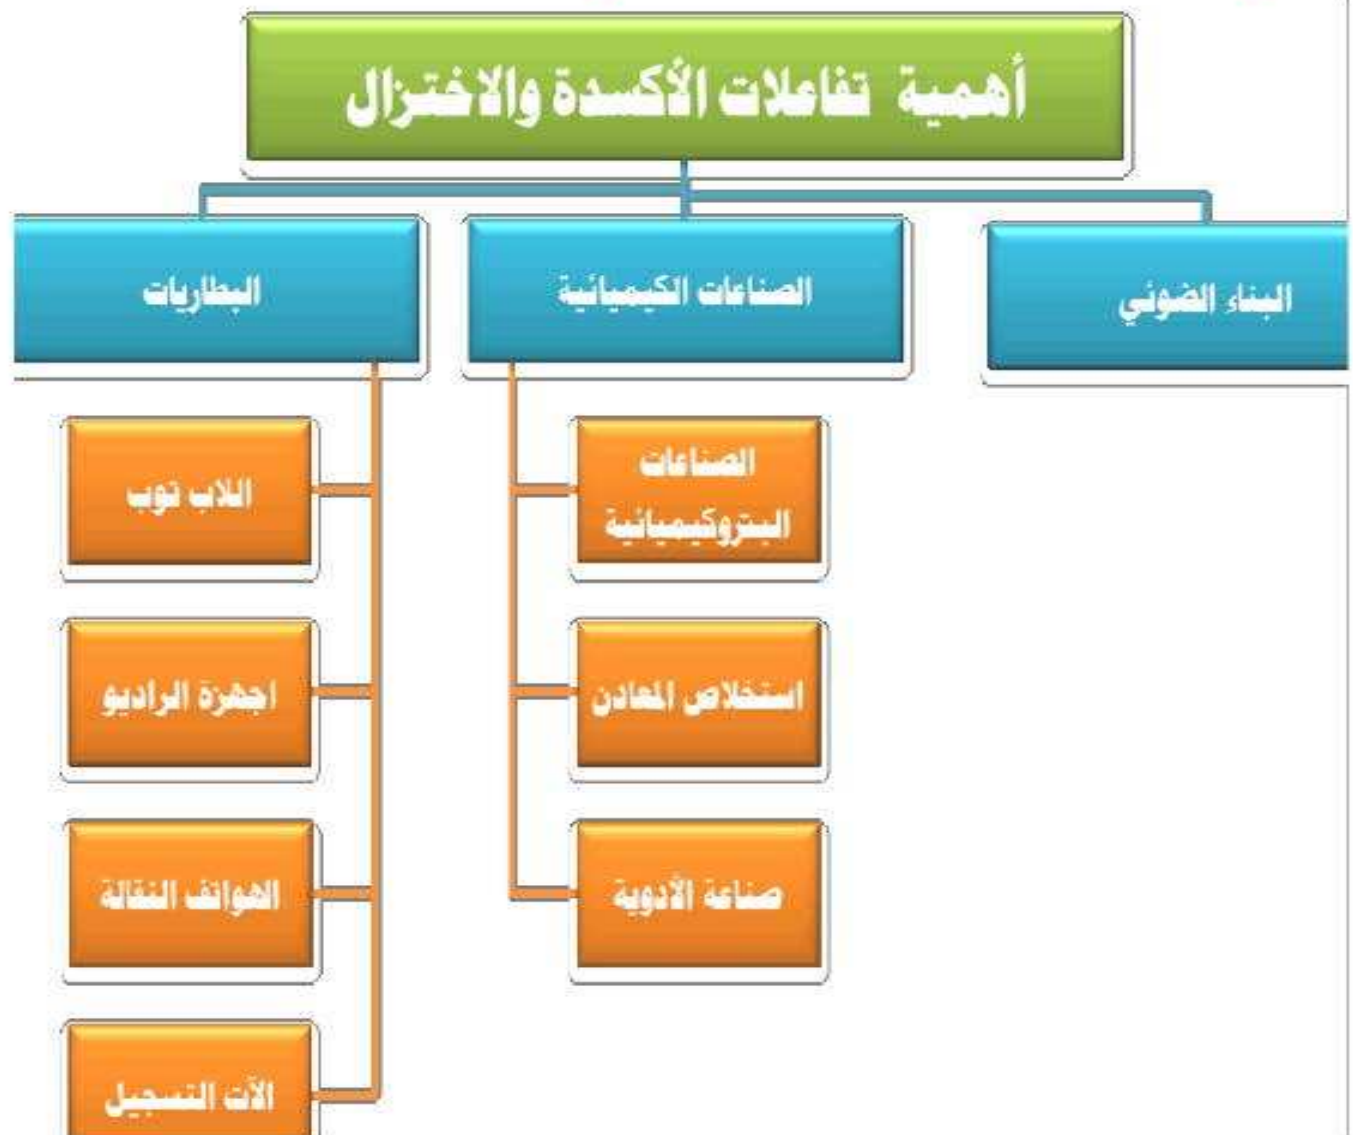 أهمية تفاعلات الأكسدة والاختزال
البناء الضوئي
الصناعات الكيميائية
البطاريات
الصناعات
البتروكيميائية
استخلاص المعادن
صناعة الأدوية
اللاب توب
اجهزة الراديو
الهواتف النقالة
الآت التسجيل